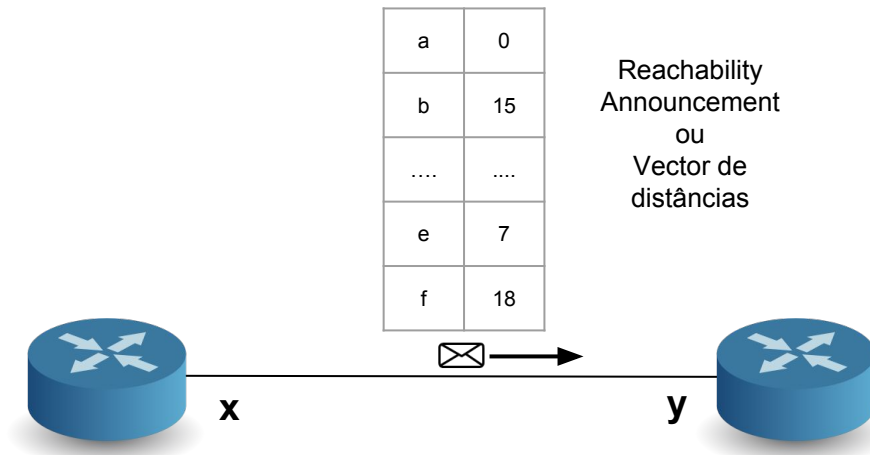 a 0
b 15
.... ....
e 7
f 18
Reachability
Announcement
ou
Vector de
distâncias
x
y